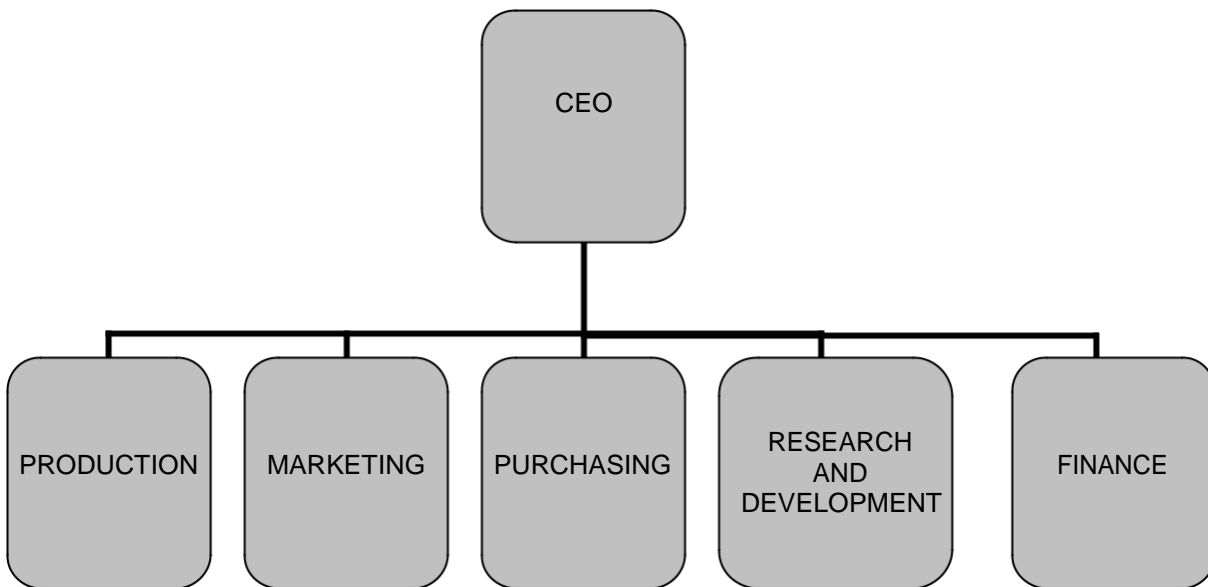 CEO
PRODUCTION
MARKETING
PURCHASING
RESEARCH
AND
DEVELOPMENT
FINANCE